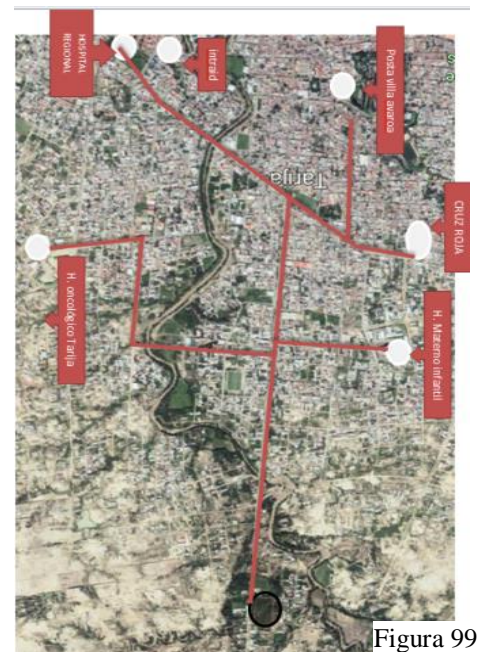 HOSPITAL
REGIONAL
intraid
Posta villa avaroa
Tarija
CRUZ ROJA
H. oncológico Tarija
H. Materno infantil
Figura 99